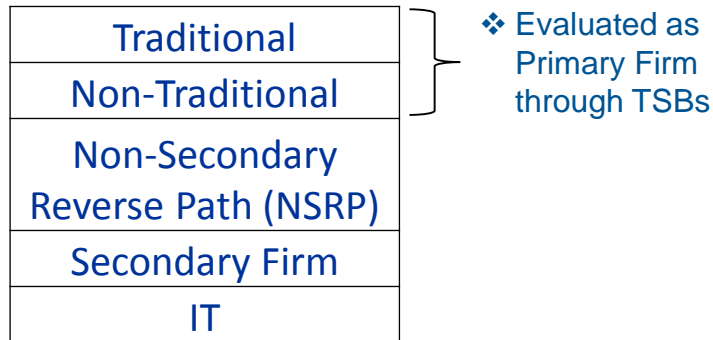 Traditional
Non-Traditional
Non-Secondary
Reverse Path (NSRP)
Secondary Firm
IT
❖ Evaluated as
Primary Firm
through TSBs